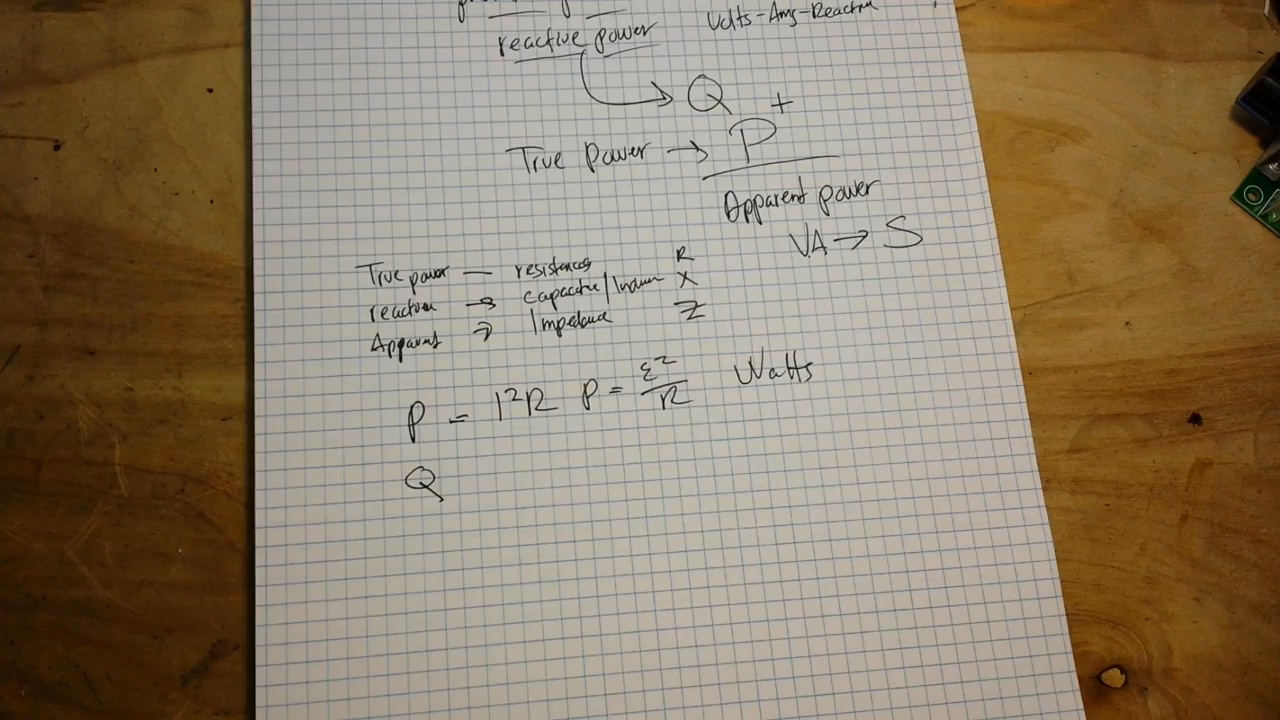 Volts-Amps-Reactive
reactive power
Q +
True Power → P
Apparent power
VA → S
True power — resistances R
reactive → Capacitive/Induc X
Apparent → Impedance Z
P = I²R P = E²/R Watts
Q